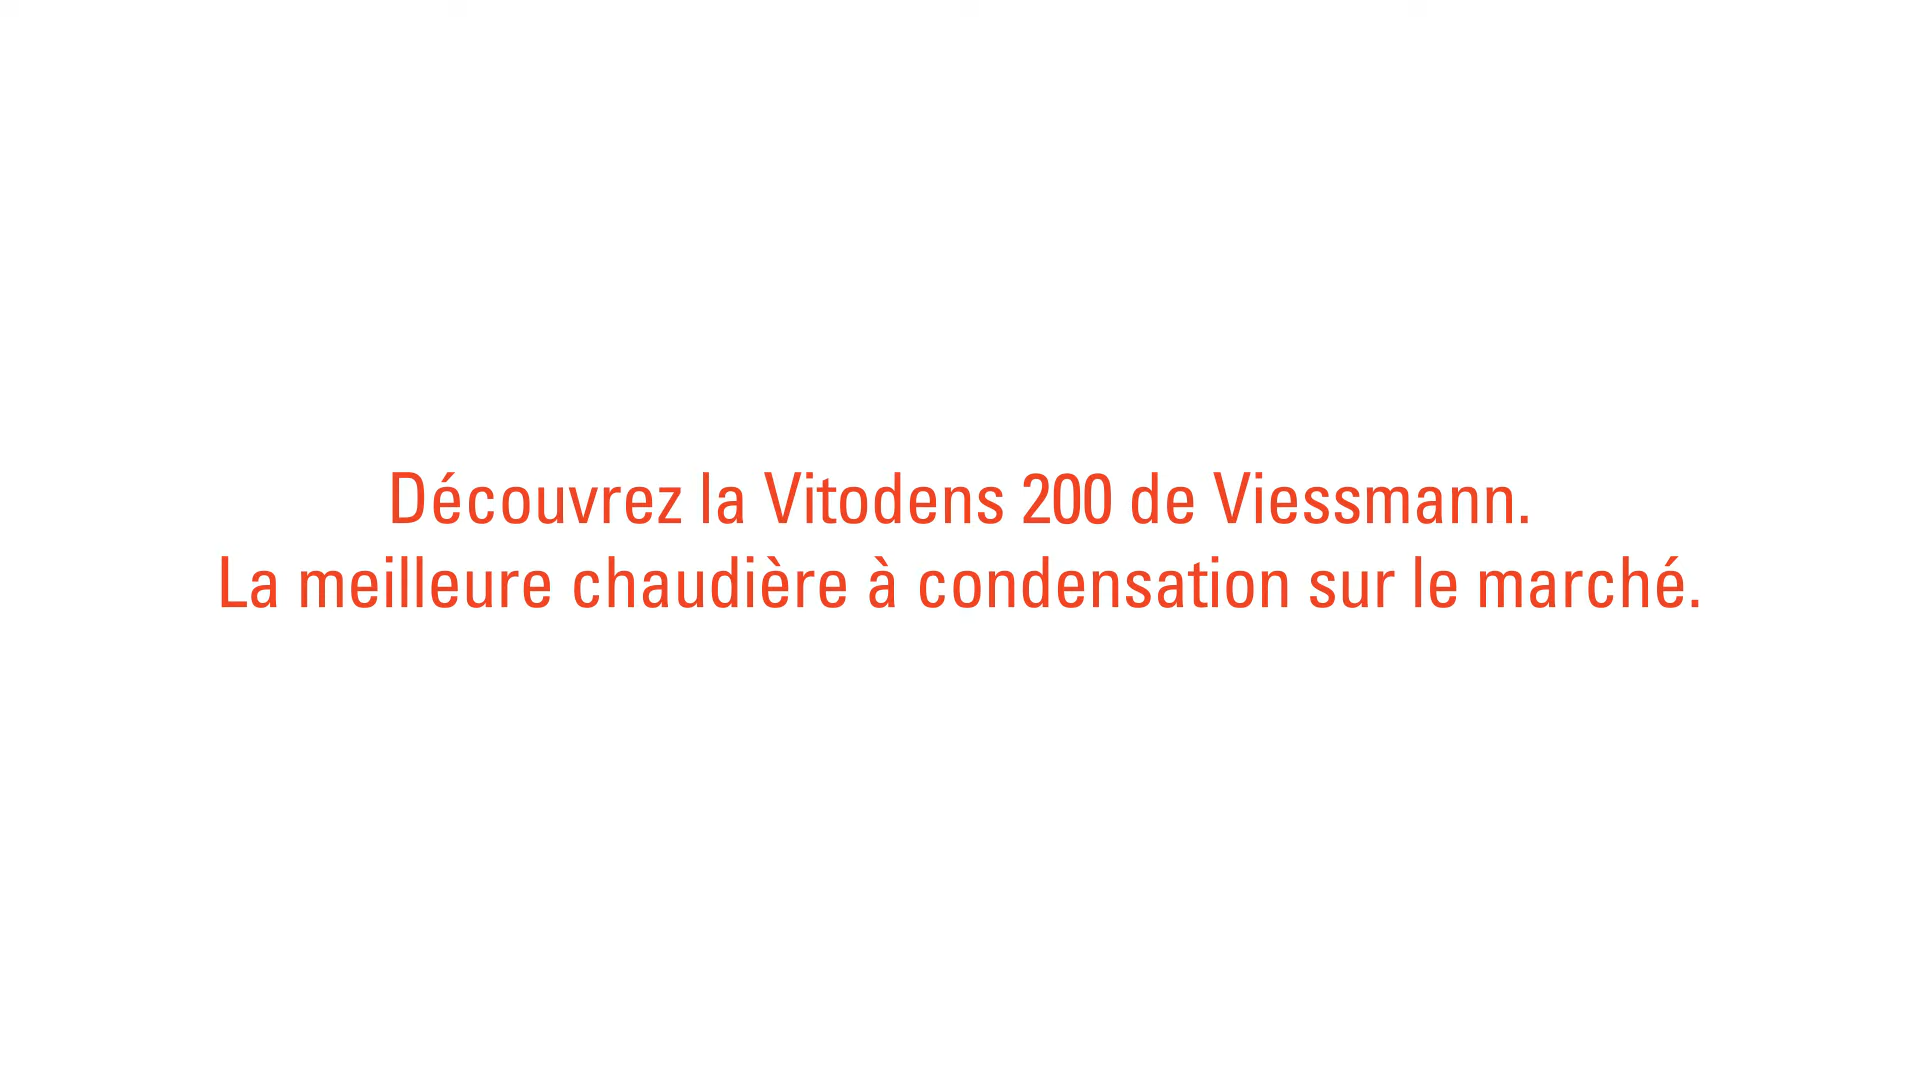 Découvrez la Vitodens 200 de Viessmann.
La meilleure chaudière à condensation sur le marché.